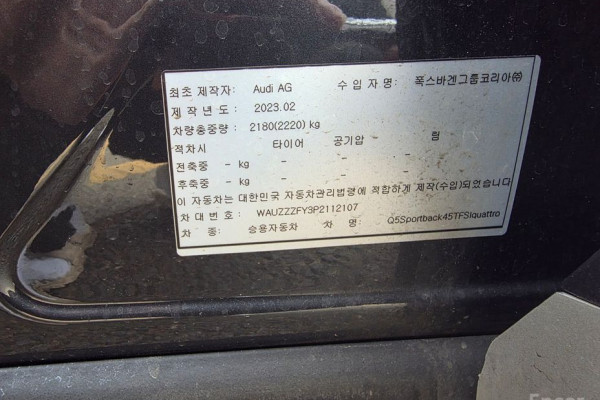 최초 제작자: Audi AG 수 입 자 명: 폭스바겐그룹코리아㈜
제 작 년 도 : 2023.02
차량총중량 : 2180(2220) kg
적차시 타이어 공기압 림
전축중 - kg - - -
후축중 - kg - - -
이 자동차는 대한민국 자동차관리법령에 적합하게 제작(수입)되었습니다
차 대 번 호 : WAUZZZFY3P2112107
차 종: 승용자동차 차 명: Q5Sportback45TFSIquattro
Encar